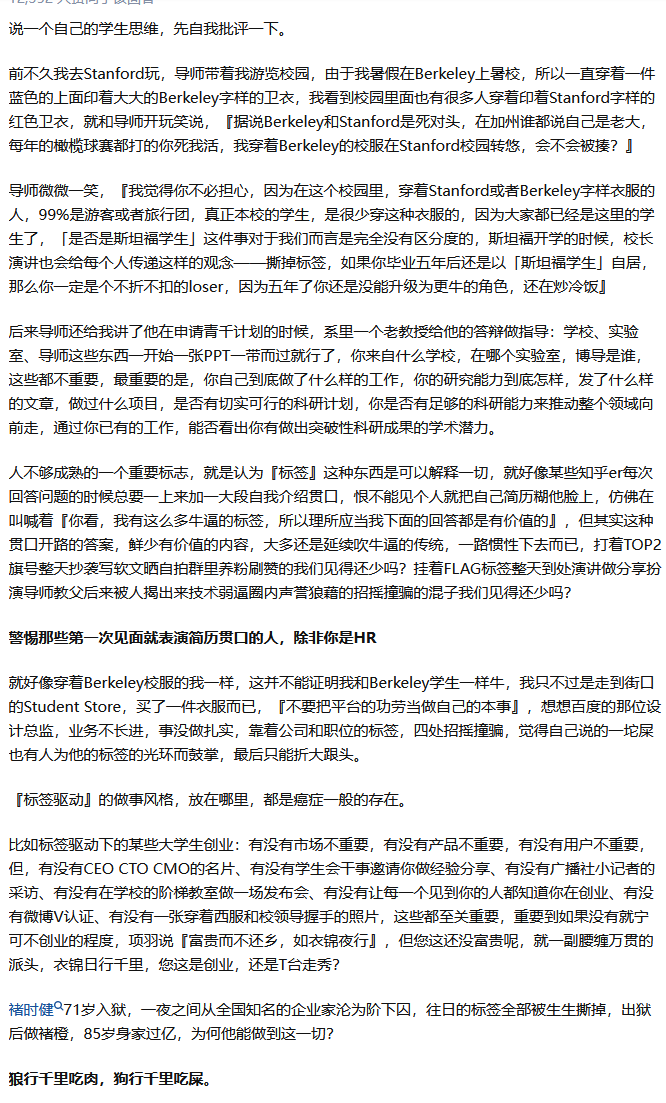 说一个自己的学生思维，先自我批评一下。
前不久我去Stanford玩，导师带着我游览校园，由于我暑假在Berkeley上暑校，所以一直穿着一件
蓝色的上面印着大大的Berkeley字样的卫衣，我看到校园里面也有很多人穿着印着Stanford字样的
红色卫衣，就和导师开玩笑说，『据说Berkeley和Stanford是死对头，在加州谁都说自己是老大，
每年的橄榄球赛都打的你死我活，我穿着Berkeley的校服在Stanford校园转悠，会不会被揍？』
导师微微一笑，『我觉得你不必担心，因为在这个校园里，穿着Stanford或者Berkeley字样衣服的
人，99%是游客或者旅行团，真正本校的学生，是很少穿这种衣服的，因为大家都已经是这里的学
生了，「是否是斯坦福学生」这件事对于我们而言是完全没有区分度的，斯坦福开学的时候，校长
演讲也会给每个人传递这样的观念——撕掉标签，如果你毕业五年后还是以「斯坦福学生」自居，
那么你一定是个不折不扣的loser，因为五年了你还是没能升级为更牛的角色，还在炒冷饭』
后来导师还给我讲了他在申请青千计划的时候，系里一个老教授给他的答辩做指导：学校、实验
室、导师这些东西一开始一张PPT一带而过就行了，你来自什么学校，在哪个实验室，博导是谁，
这些都不重要，最重要的是，你自己到底做了什么样的工作，你的研究能力到底怎样，发了什么样
的文章，做过什么项目，是否有切实可行的科研计划，你是否有足够的科研能力来推动整个领域向
前走，通过你已有的工作，能否看出你有做出突破性科研成果的学术潜力。
人不够成熟的一个重要标志，就是认为『标签』这种东西是可以解释一切，就好像某些知乎er每次
回答问题的时候总要一上来加一大段自我介绍贯口，恨不能见个人就把自己简历糊他脸上，仿佛在
叫喊着『你看，我有这么多牛逼的标签，所以理所应当我下面的回答都是有价值的』，但其实这种
贯口开路的答案，鲜少有价值的内容，大多还是延续吹牛逼的传统，一路惯性下去而已，打着TOP2
旗号整天抄袭写软文晒自拍群里养粉刷赞的我们见得还少吗？挂着FLAG标签整天到处演讲做分享扮
演导师教父后来被人揭出来技术弱逼圈内声誉狼藉的招摇撞骗的混子我们见得还少吗？
警惕那些第一次见面就表演简历贯口的人，除非你是HR
就好像穿着Berkeley校服的我一样，这并不能证明我和Berkeley学生一样牛，我只不过是走到街口
的Student Store，买了一件衣服而已，『不要把平台的功劳当做自己的本事』，想想百度的那位设
计总监，业务不长进，事没做扎实，靠着公司和职位的标签，四处招摇撞骗，觉得自己说的一坨屎
也有人为他的标签的光环而鼓掌，最后只能折大跟头。
『标签驱动』的做事风格，放在哪里，都是癌症一般的存在。
比如标签驱动下的某些大学生创业：有没有市场不重要，有没有产品不重要，有没有用户不重要，
但，有没有CEO CTO CMO的名片、有没有学生会干事邀请你做经验分享、有没有广播社小记者的
采访、有没有在学校的阶梯教室做一场发布会、有没有让每一个见到你的人都知道你在创业、有没
有微博V认证、有没有一张穿着西服和校领导握手的照片，这些都至关重要，重要到如果没有就宁
可不创业的程度，项羽说『富贵而不还乡，如衣锦夜行』，但您这还没富贵呢，就一副腰缠万贯的
派头，衣锦日行千里，您这是创业，还是T台走秀？
褚时健71岁入狱，一夜之间从全国知名的企业家沦为阶下囚，往日的标签全部被生生撕掉，出狱
后做褚橙，85岁身家过亿，为何他能做到这一切？
狼行千里吃肉，狗行千里吃屎。